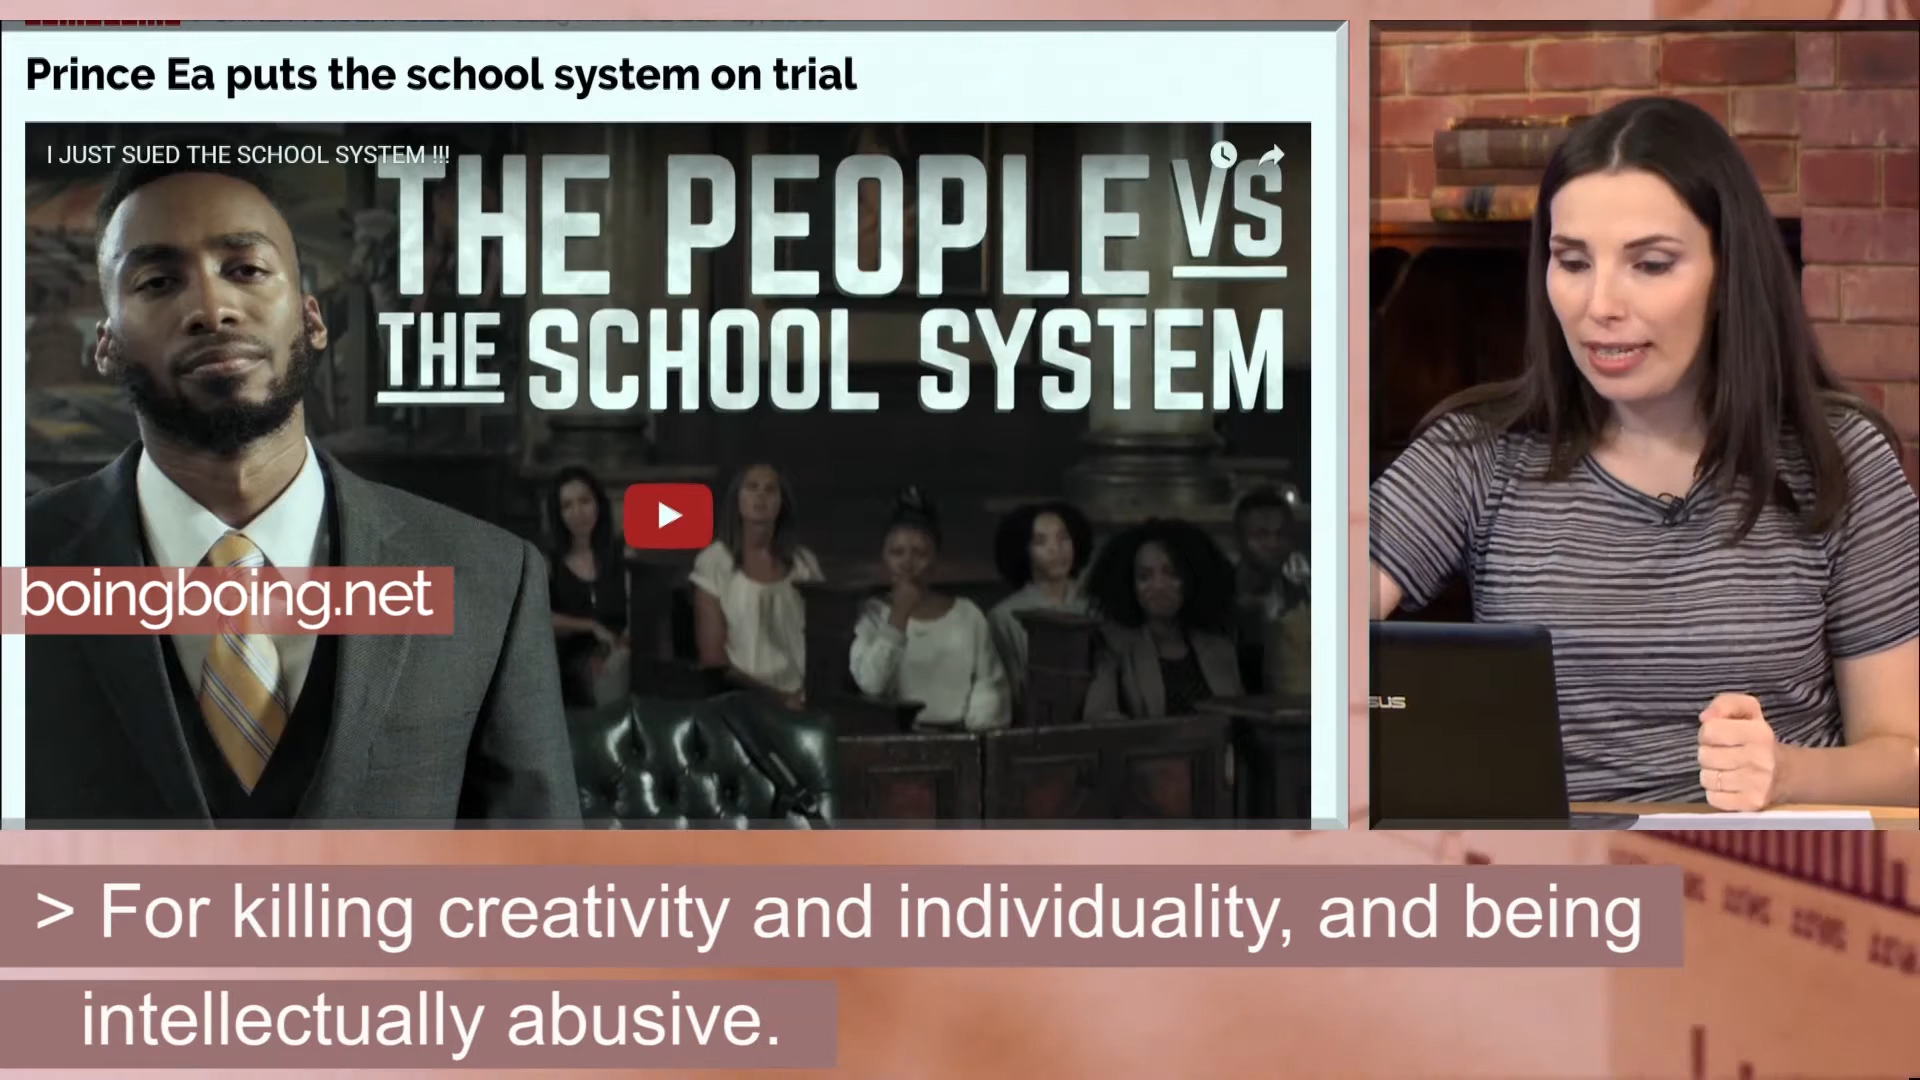 Prince Ea puts the school system on trial
I JUST SUED THE SCHOOL SYSTEM !!!
THE PEOPLE VS
THE SCHOOL SYSTEM
boingboing.net
SUS
> For killing creativity and individuality, and being
intellectually abusive.